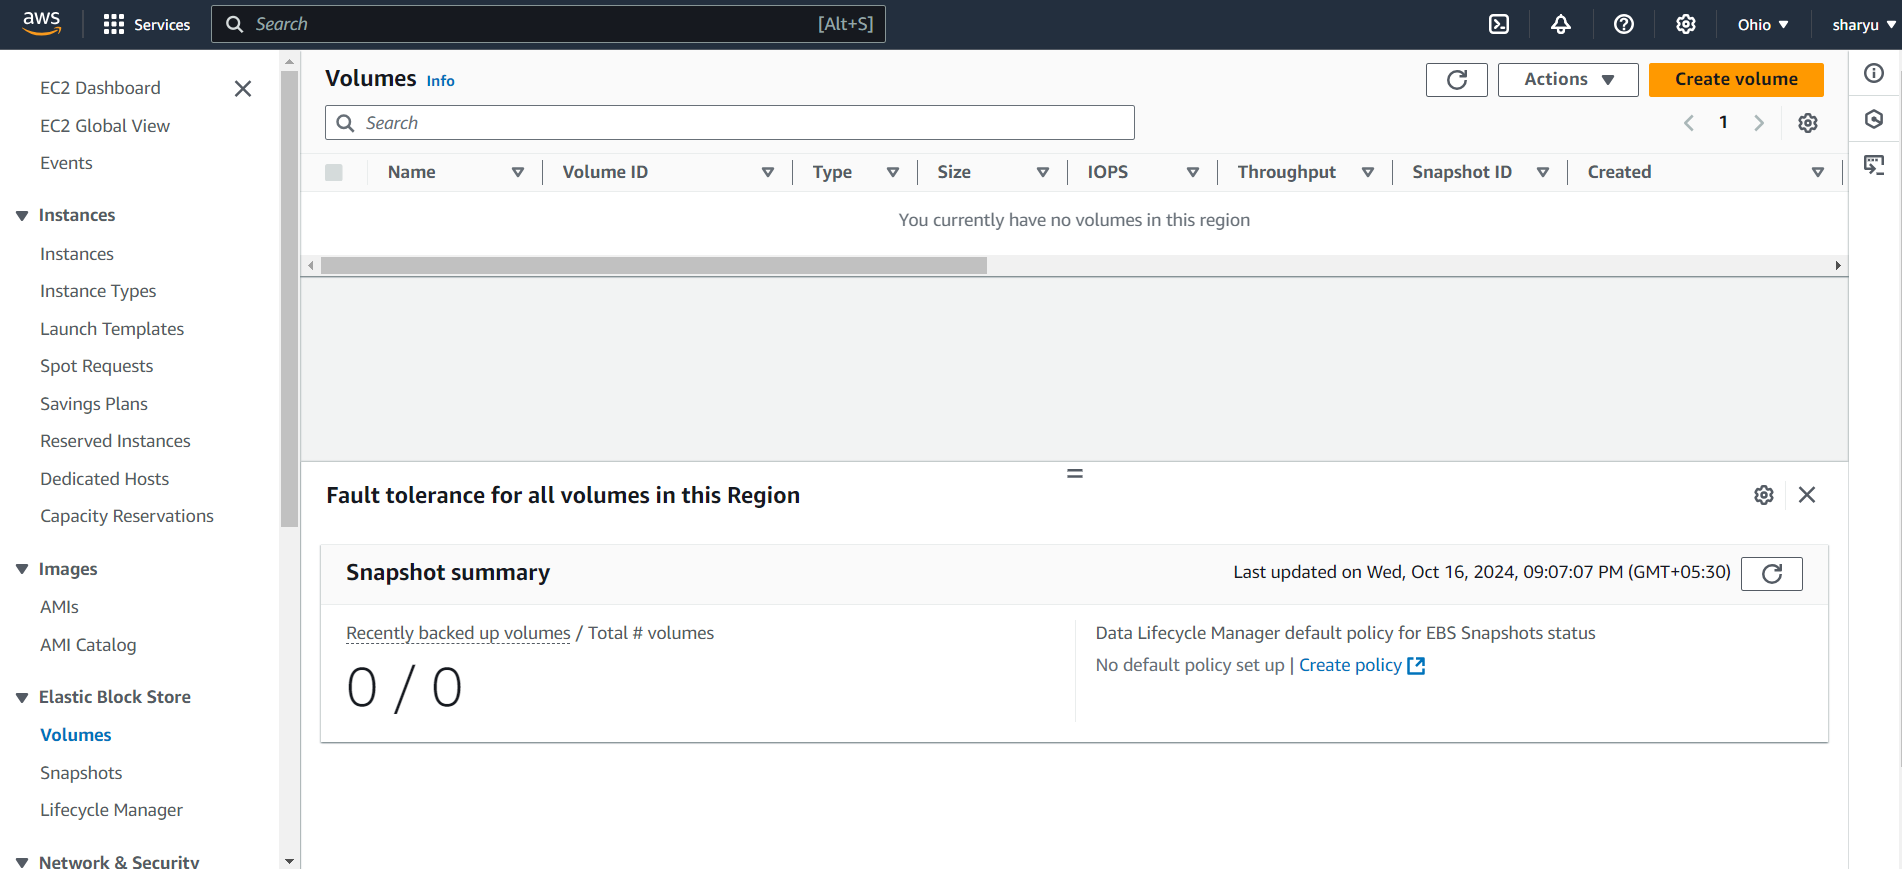 aws
Services
Search [Alt+S]
Ohio
sharyu
EC2 Dashboard
EC2 Global View
Events
Instances
Instances
Instance Types
Launch Templates
Spot Requests
Savings Plans
Reserved Instances
Dedicated Hosts
Capacity Reservations
Images
AMIs
AMI Catalog
Elastic Block Store
Volumes
Snapshots
Lifecycle Manager
Network & Security
Volumes Info
Actions
Create volume
Search
1
Name Volume ID Type Size IOPS Throughput Snapshot ID Created
You currently have no volumes in this region
Fault tolerance for all volumes in this Region
Snapshot summary
Last updated on Wed, Oct 16, 2024, 09:07:07 PM (GMT+05:30)
Recently backed up volumes / Total # volumes
0 / 0
Data Lifecycle Manager default policy for EBS Snapshots status
No default policy set up | Create policy